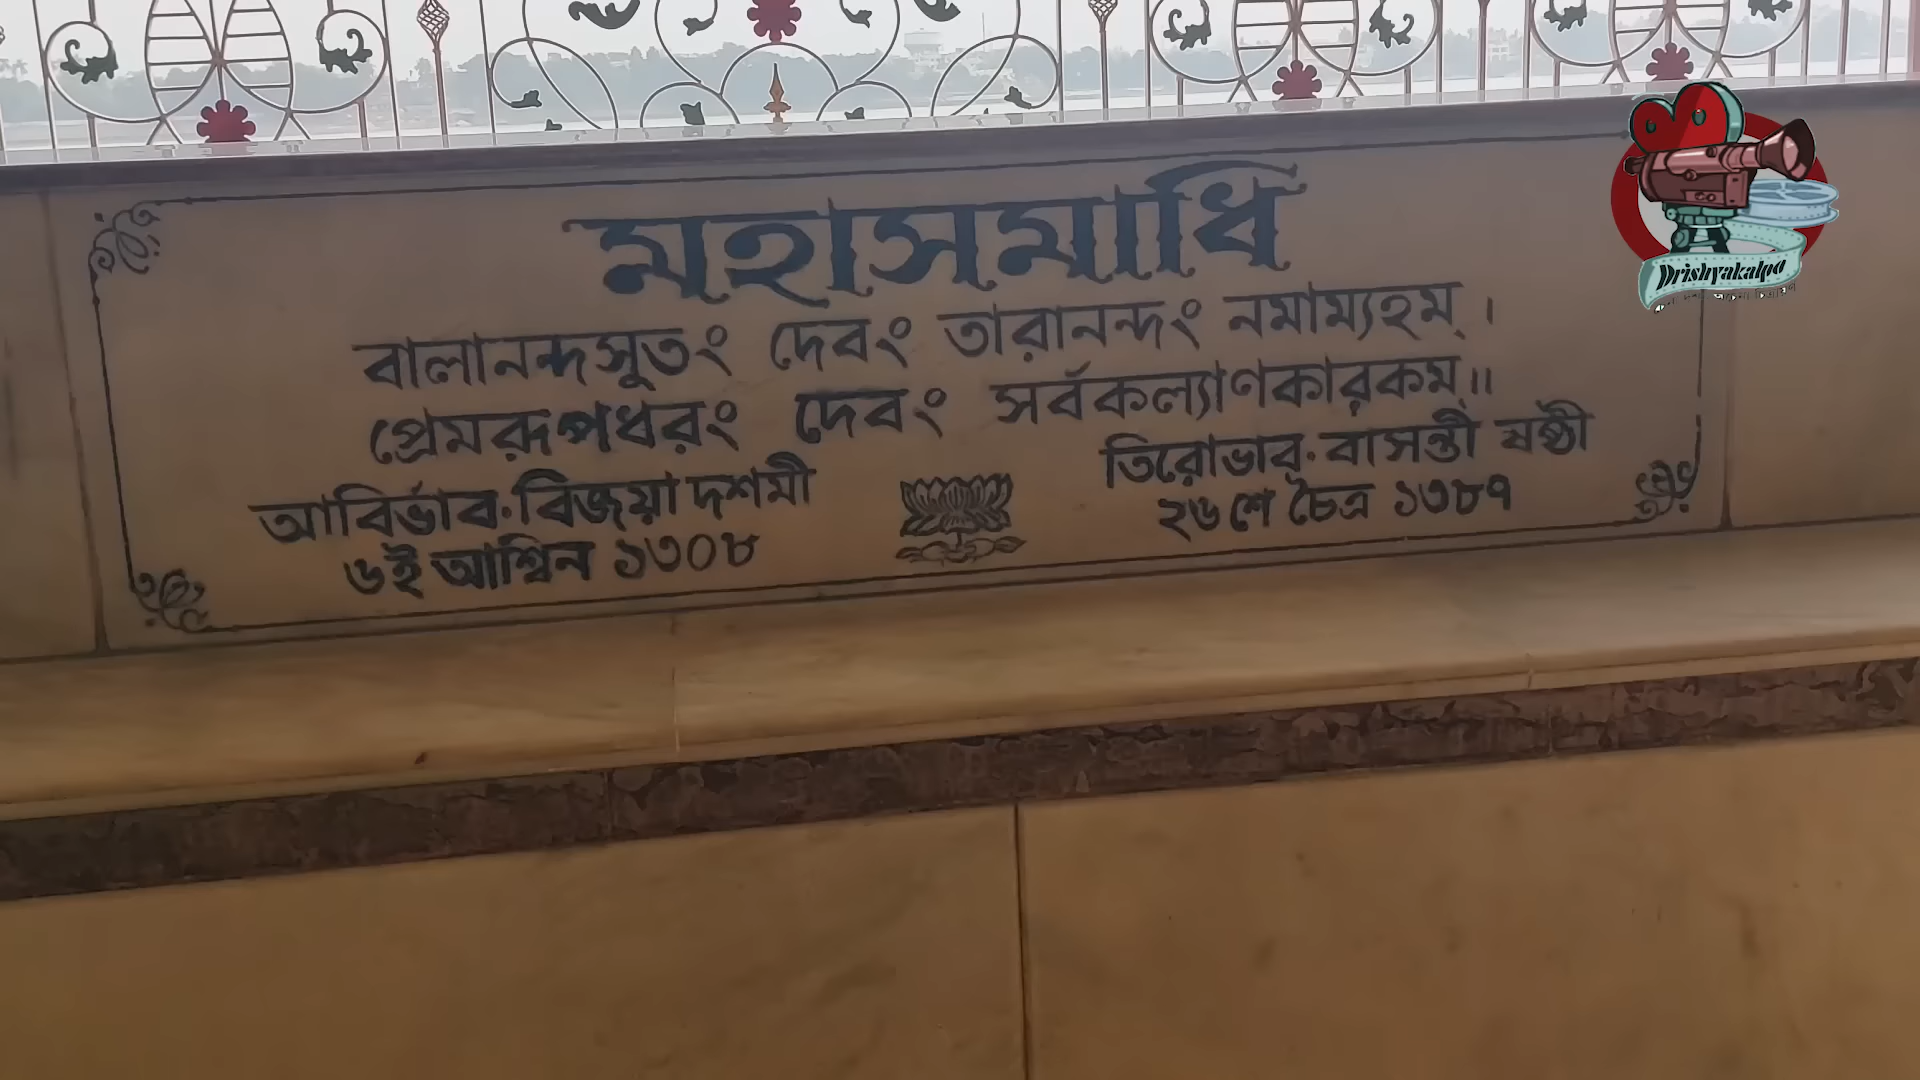 মহাসমাধি
বালানন্দসুতং দেবং তারানন্দং নমাম্যহম্ ।
প্রেমরূপধরং দেবং সর্বকল্যাণকারকম্ ॥
আবির্ভাব·বিজয়া দশমী
৬ই আশ্বিন ১৩০৮
তিরোভাব·বাসন্তী ষষ্ঠী
২৬শে চৈত্র ১৩৮৭
Drishyakalpa